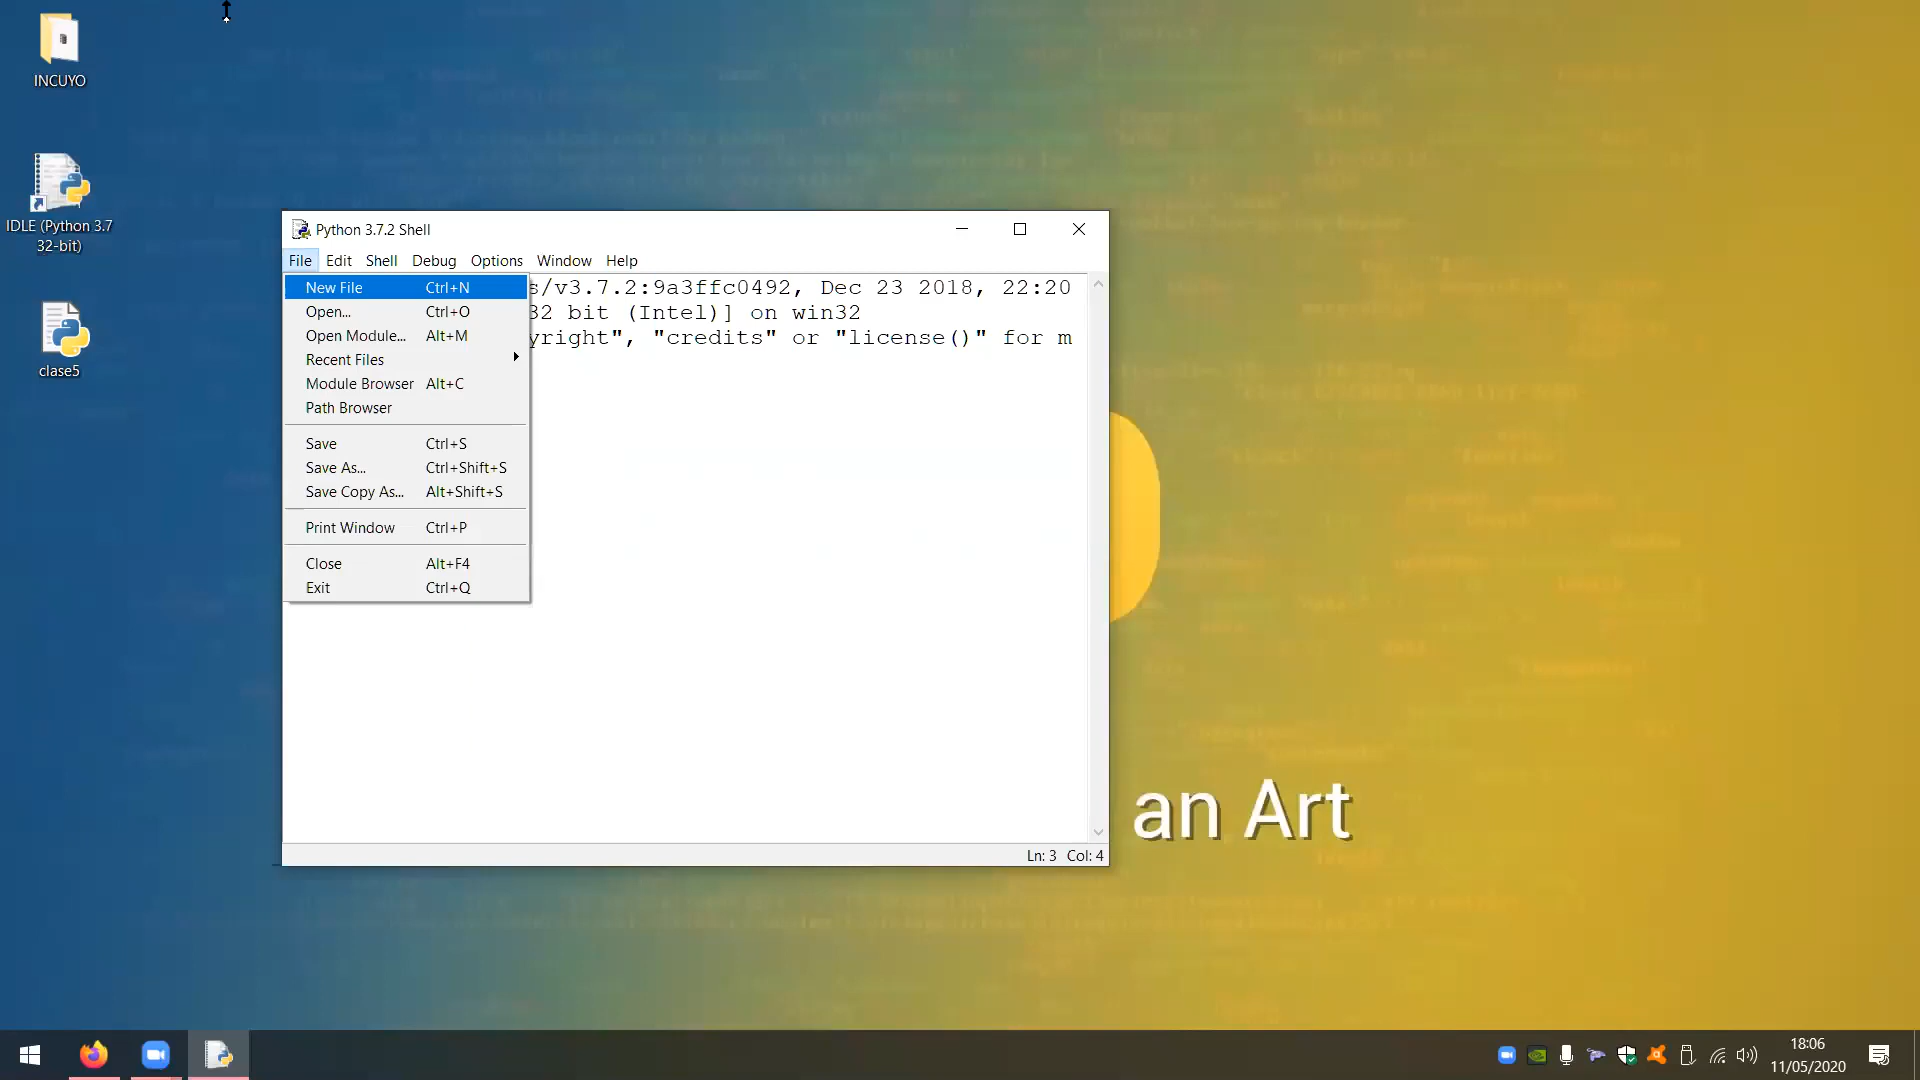 INCUYO
IDLE (Python 3.7
32-bit)
clase5
Python 3.7.2 Shell
File Edit Shell Debug Options Window Help
New File Ctrl+N
Open... Ctrl+O
Open Module... Alt+M
Recent Files
Module Browser Alt+C
Path Browser
Save Ctrl+S
Save As... Ctrl+Shift+S
Save Copy As... Alt+Shift+S
Print Window Ctrl+P
Close Alt+F4
Exit Ctrl+Q
s/v3.7.2:9a3ffc0492, Dec 23 2018, 22:20
32 bit (Intel)] on win32
yright", "credits" or "license()" for m
Ln: 3 Col: 4
an Art
18:06
11/05/2020